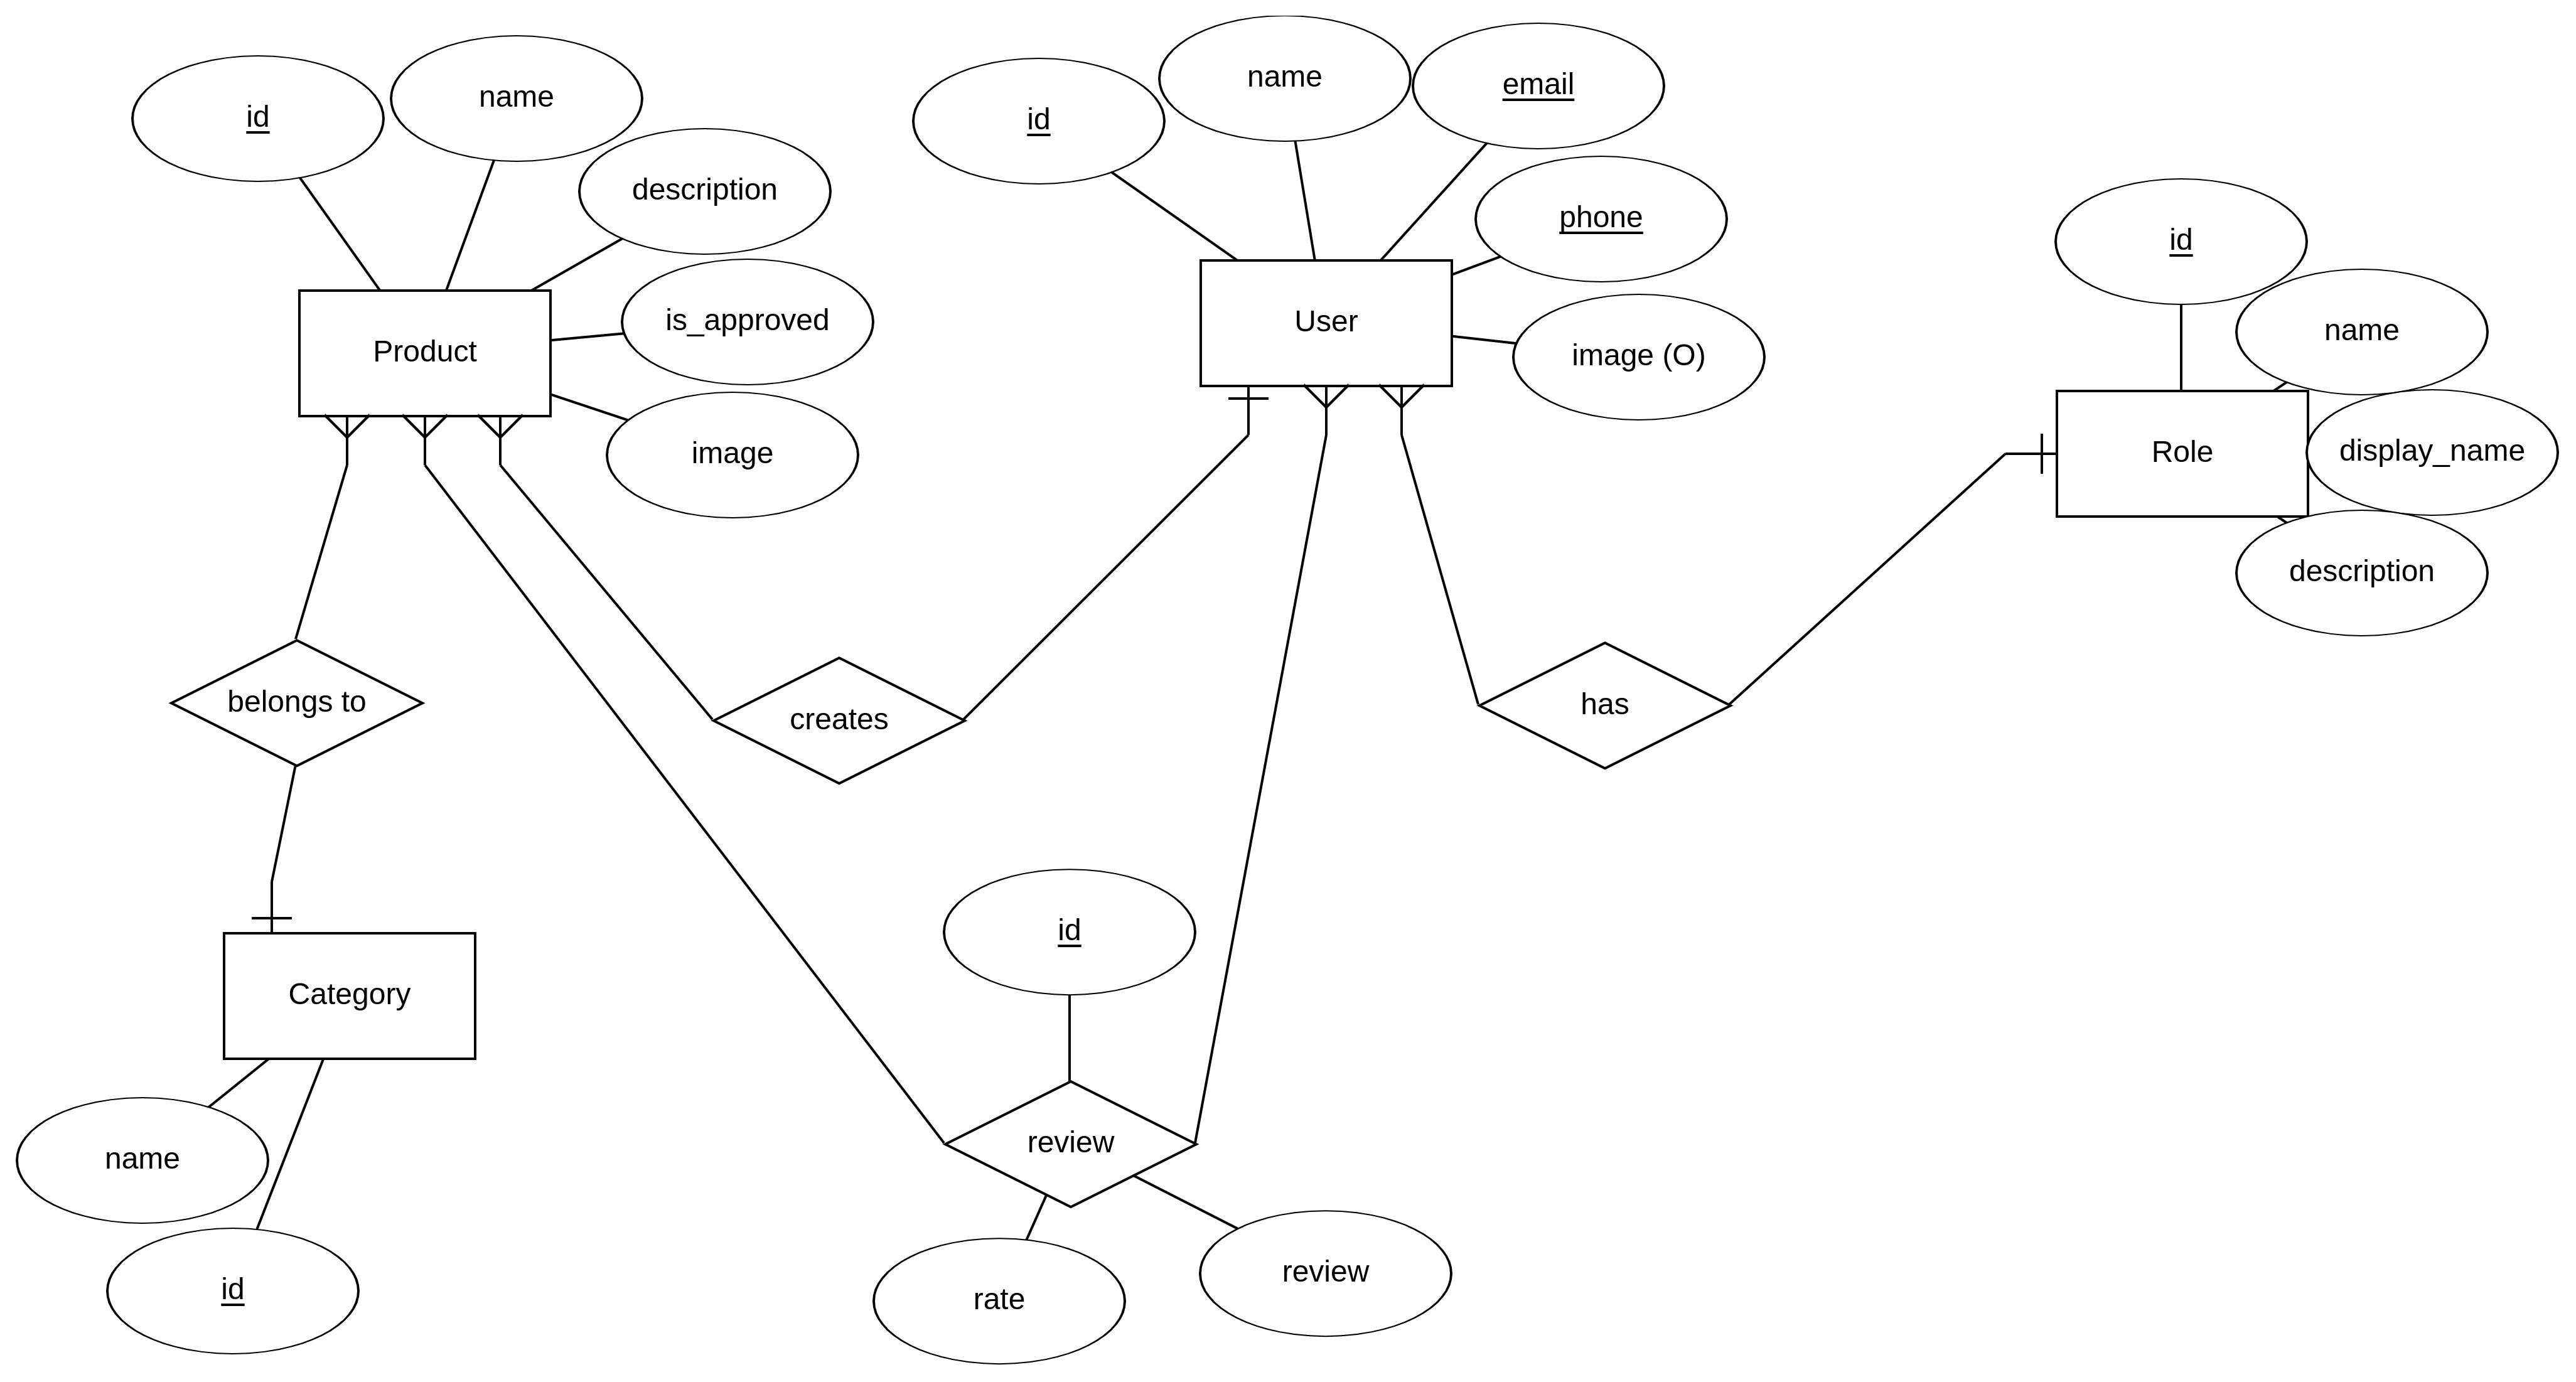 id
name
description
is_approved
image
Product
id
name
email
phone
image (O)
User
id
name
display_name
description
Role
belongs to
creates
has
Category
name
id
id
review
rate
review